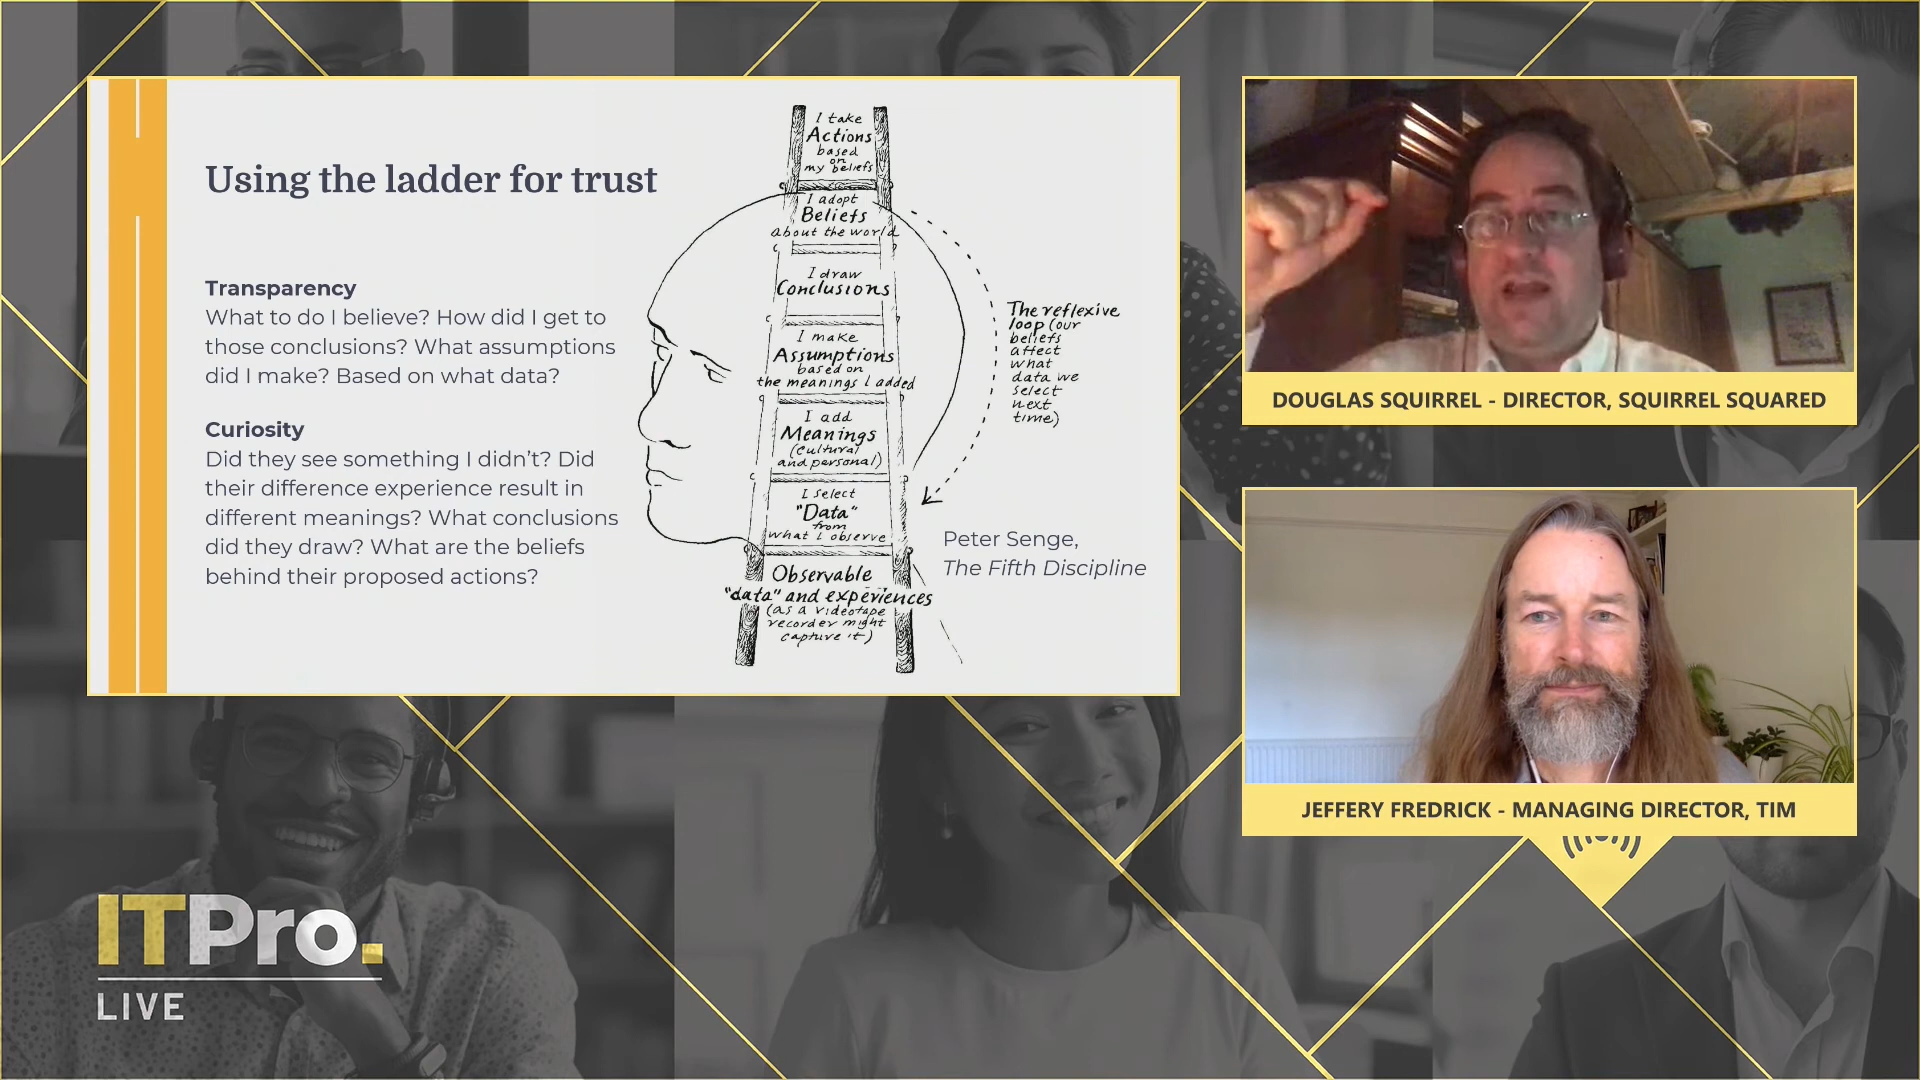 Using the ladder for trust
Transparency
What to do I believe? How did I get to
those conclusions? What assumptions
did I make? Based on what data?
Curiosity
Did they see something I didn't? Did
their difference experience result in
different meanings? What conclusions
did they draw? What are the beliefs
behind their proposed actions?
I take
Actions
based
on
my beliefs
I adopt
Beliefs
about the world
I draw
Conclusions
I make
Assumptions
based on
the meanings I added
I add
Meanings
(cultural
and personal)
I select
"Data"
from
what I observe
Observable
"data" and experiences
(as a videotape
recorder might
capture it)
The reflexive
loop (our
beliefs
affect
what
data we
select
next
time)
Peter Senge,
The Fifth Discipline
DOUGLAS SQUIRREL - DIRECTOR, SQUIRREL SQUARED
JEFFERY FREDRICK - MANAGING DIRECTOR, TIM
ITPro.
LIVE